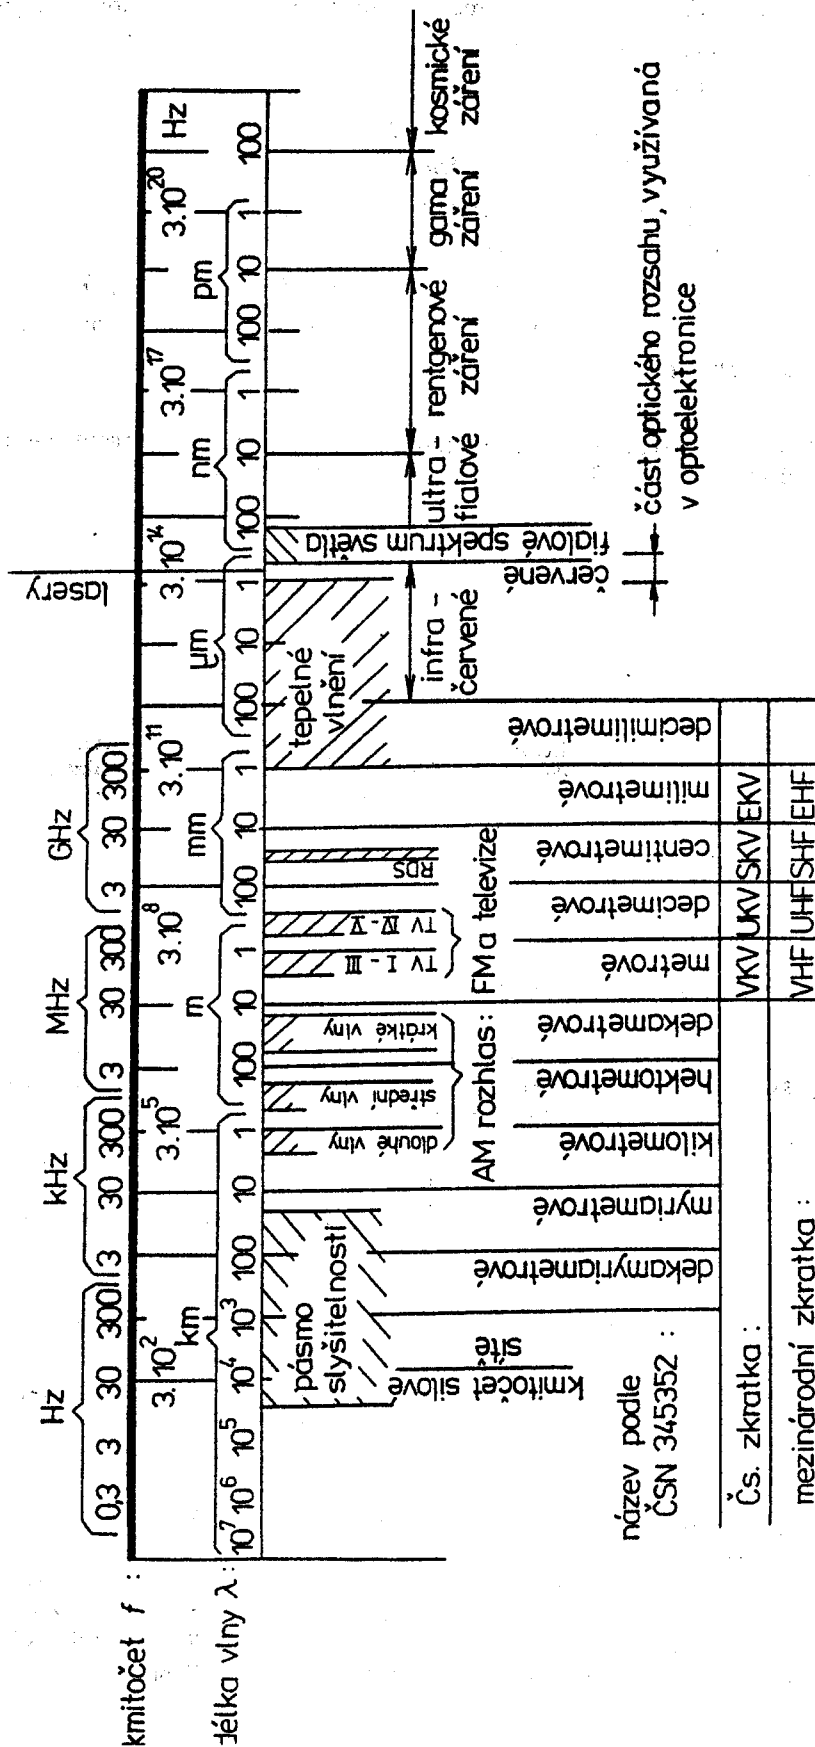 kmitočet f :
Hz
kHz
MHz
GHz
0,3 3 30 300
3 30 300
3 30 300
3 30 300
3.10² 3.10⁵ 3.10⁸ 3.10¹¹ 3.10¹⁴ 3.10¹⁷ 3.10²⁰ Hz
lasery
délka vlny λ :
km m mm µm nm pm
10⁷ 10⁶ 10⁵ 10⁴ 10³ 100 10 1
100 10 1
100 10 1
100 10 1
100 10 1
100 10 1
100
pásmo
slyšitelnosti
dlouhé vlny
střední vlny
krátké vlny
TV I - III
TV IV - V
RDS
tepelné
vlnění
kmitočet silové
sítě
AM rozhlas :
FM a televize
infra -
červené
červené
fialové spektrum světla
ultra -
fialové
rentgenové
záření
gama
záření
kosmické
záření
část optického rozsahu, využívaná
v optoelektronice
název podle
ČSN 345352 :
dekamyriametrové
myriametrové
kilometrové
hektometrové
dekametrové
metrové
decimetrové
centimetrové
milimetrové
decimilimetrové
Čs. zkratka :
VKV UKV SKV EKV
mezinárodní zkratka :
VHF UHF SHF EHF